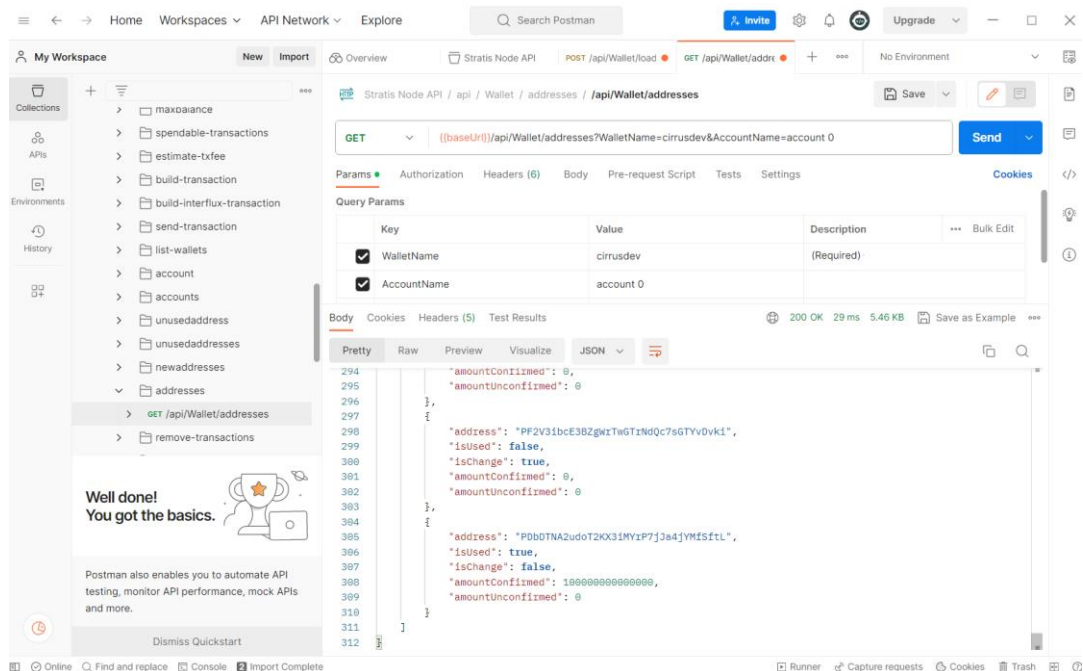 Home Workspaces API Network Explore Search Postman Invite Upgrade
My Workspace New Import Overview Stratis Node API POST /api/Wallet/load GET /api/Wallet/addre No Environment
Collections
APIs
Environments
History
maxbalance
spendable-transactions
estimate-txfee
build-transaction
build-interflux-transaction
send-transaction
list-wallets
account
accounts
unusedaddress
unusedaddresses
newaddresses
addresses
GET /api/Wallet/addresses
remove-transactions
Well done!
You got the basics.
Postman also enables you to automate API
testing, monitor API performance, mock APIs
and more.
Dismiss Quickstart
HTTP Stratis Node API / api / Wallet / addresses / /api/Wallet/addresses Save
GET {{baseUrl}}/api/Wallet/addresses?WalletName=cirrusdev&AccountName=account 0 Send
Params Authorization Headers (6) Body Pre-request Script Tests Settings Cookies
Query Params
Key Value Description Bulk Edit
WalletName cirrusdev (Required)
AccountName account 0
Body Cookies Headers (5) Test Results 200 OK 29 ms 5.46 KB Save as Example
Pretty Raw Preview Visualize JSON
294 "amountConfirmed": 0,
295 "amountUnconfirmed": 0
296 },
297 {
298 "address": "PF2V3ibcE3BZgWrTwGTrNdQc7sGTYvDvki",
299 "isUsed": false,
300 "isChange": true,
301 "amountConfirmed": 0,
302 "amountUnconfirmed": 0
303 },
304 {
305 "address": "PDbDTNA2udoT2KX3iMYrP7jJa4jYMfSftL",
306 "isUsed": true,
307 "isChange": false,
308 "amountConfirmed": 100000000000000,
309 "amountUnconfirmed": 0
310 }
311 ]
312 }
Online Find and replace Console 2 Import Complete Runner Capture requests Cookies Trash